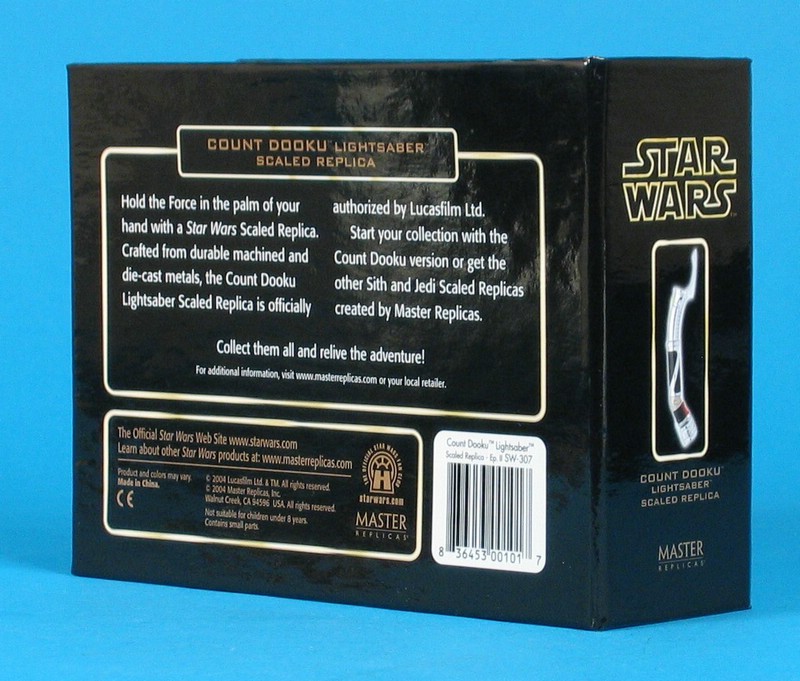 COUNT DOOKU™ LIGHTSABER™
SCALED REPLICA
Hold the Force in the palm of your
hand with a Star Wars Scaled Replica.
Crafted from durable machined and
die-cast metals, the Count Dooku
Lightsaber Scaled Replica is officially
authorized by Lucasfilm Ltd.
Start your collection with the
Count Dooku version or get the
other Sith and Jedi Scaled Replicas
created by Master Replicas.
Collect them all and relive the adventure!
For additional information, visit www.masterreplicas.com or your local retailer.
The Official Star Wars Web Site www.starwars.com
Learn about other Star Wars products at: www.masterreplicas.com
Product and colors may vary.
Made in China.
CE
© 2004 Lucasfilm Ltd. & TM. All rights reserved.
© 2004 Master Replicas, Inc.
Walnut Creek, CA 94596 USA. All rights reserved.
Not suitable for children under 8 years.
Contains small parts.
THE OFFICIAL STAR WARS FAN CLUB
starwars.com
MASTER
REPLICAS®
Count Dooku™ Lightsaber™
Scaled Replica - Ep. II SW-307
8 36453 00101 7
STAR
WARS
COUNT DOOKU™
LIGHTSABER™
SCALED REPLICA
MASTER
REPLICAS®